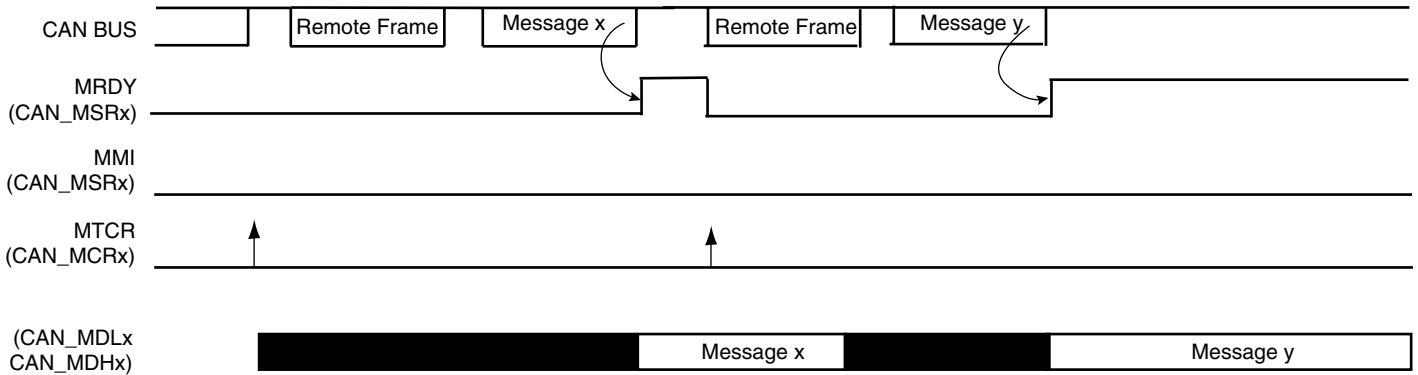 CAN BUS
Remote Frame
Message x
Remote Frame
Message y
MRDY
(CAN_MSRx)
MMI
(CAN_MSRx)
MTCR
(CAN_MCRx)
(CAN_MDLx
CAN_MDHx)
Message x
Message y